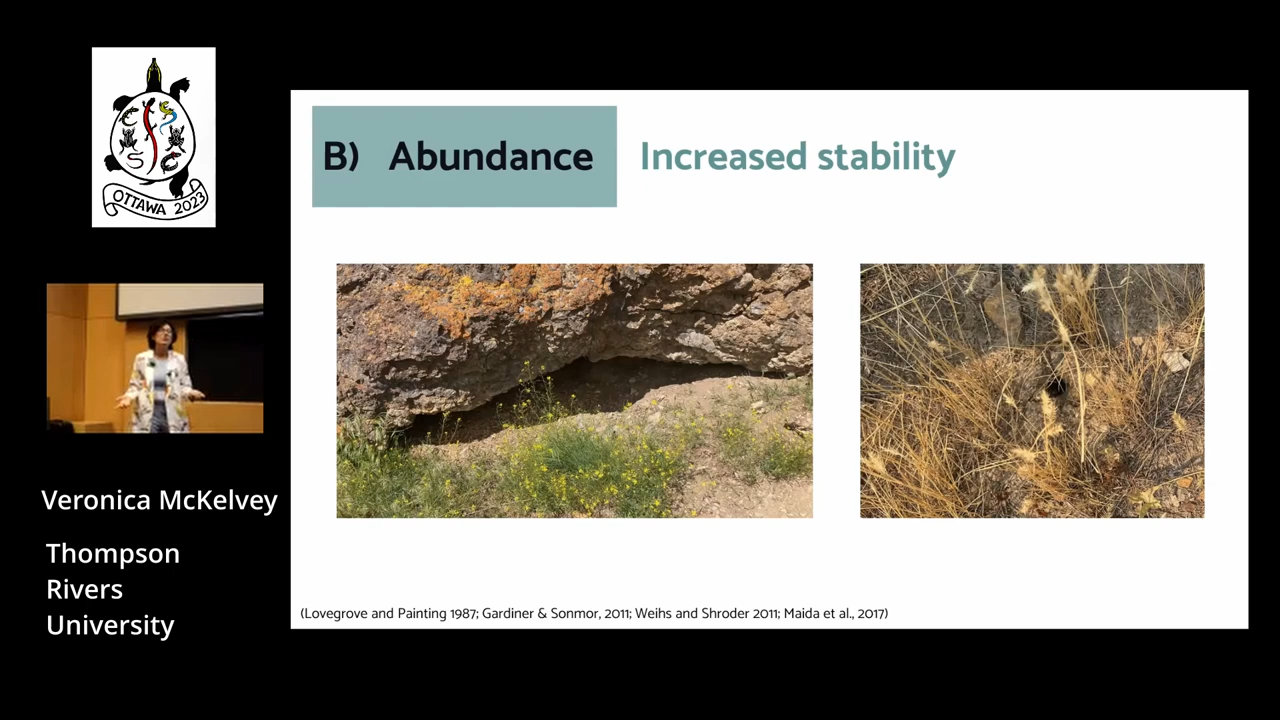 C
S
C
OTTAWA 2023
B) Abundance
Increased stability
Veronica McKelvey
Thompson
Rivers
University
(Lovegrove and Painting 1987; Gardiner & Sonmor, 2011; Weihs and Shroder 2011; Maida et al., 2017)